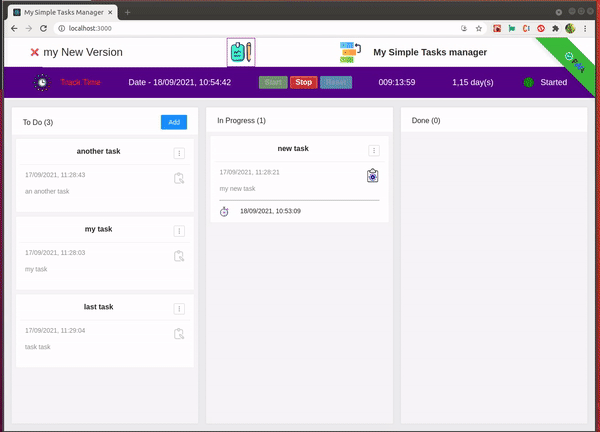 My Simple Tasks Manager
localhost:3000
my New Version
My Simple Tasks manager
Track Time
Date - 18/09/2021, 10:54:42
Start
Stop
Reset
009:13:59
1,15 day(s)
Started
To Do (3)
Add
another task
17/09/2021, 11:28:43
an another task
my task
17/09/2021, 11:28:03
my task
last task
17/09/2021, 11:29:04
task task
In Progress (1)
new task
17/09/2021, 11:28:21
my new task
18/09/2021, 10:53:09
Done (0)